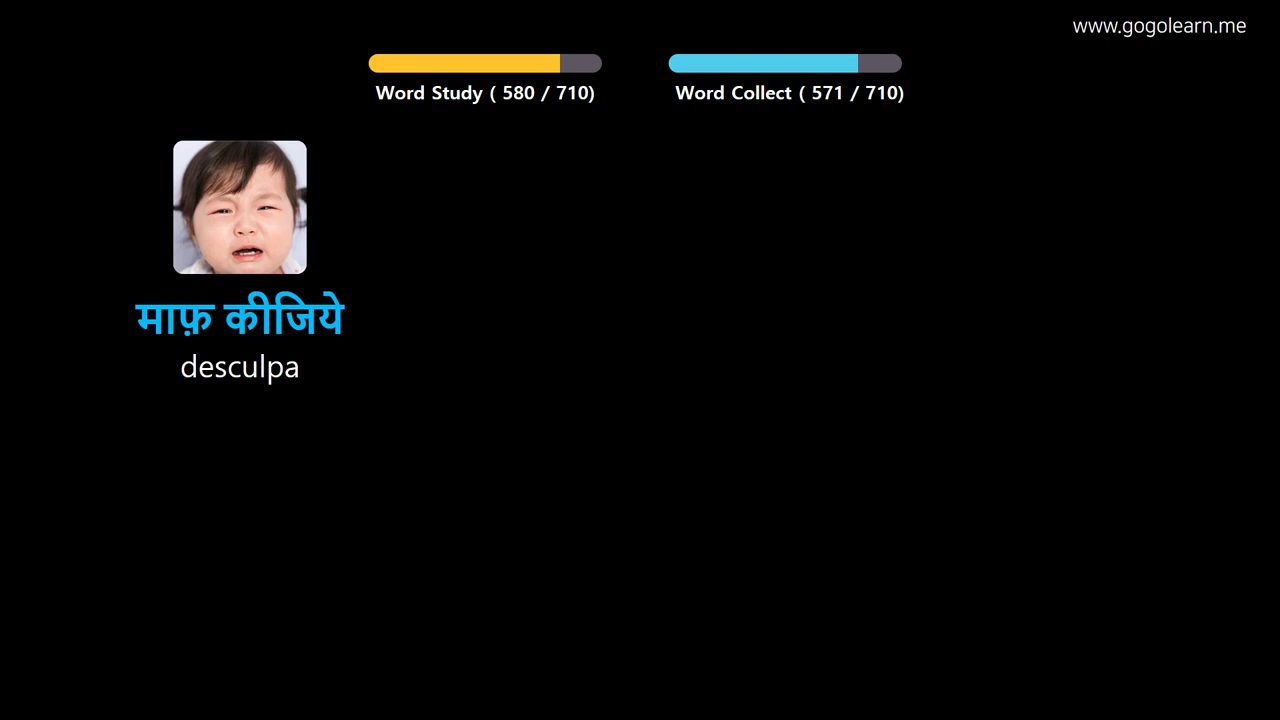 www.gogolearn.me
Word Study ( 580 / 710)
Word Collect ( 571 / 710)
माफ़ कीजिये
desculpa